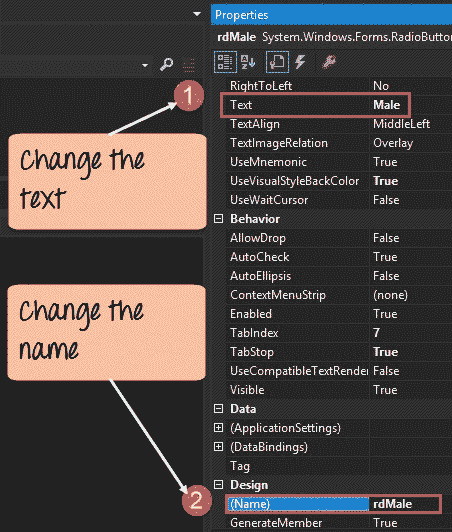 Properties
rdMale System.Windows.Forms.RadioButto
RightToLeft No
1
Text Male
TextAlign MiddleLeft
Change the
text
TextImageRelation Overlay
UseMnemonic True
UseVisualStyleBackColor True
UseWaitCursor False
Behavior
AllowDrop False
AutoCheck True
AutoEllipsis False
Change the
name
ContextMenuStrip (none)
Enabled True
TabIndex 7
TabStop True
UseCompatibleTextRender False
Visible True
Data
(ApplicationSettings)
(DataBindings)
Tag
Design
2
(Name) rdMale
GenerateMember True